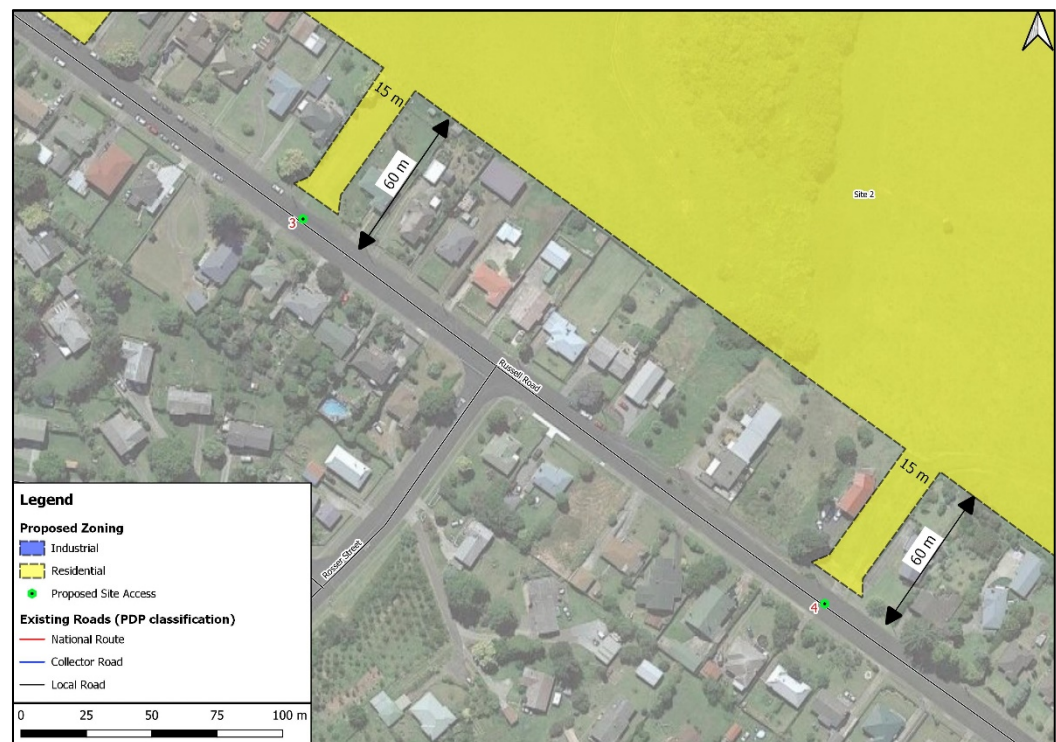 15 m
60 m
Site 2
3
Russell Road
15 m
60 m
Rosser Street
4
Legend
Proposed Zoning
Industrial
Residential
Proposed Site Access
Existing Roads (PDP classification)
National Route
Collector Road
Local Road
0 25 50 75 100 m